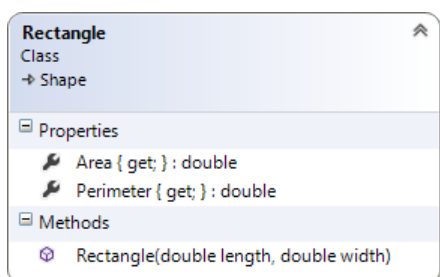 Rectangle
Class
→ Shape
Properties
Area { get; } : double
Perimeter { get; } : double
Methods
Rectangle(double length, double width)